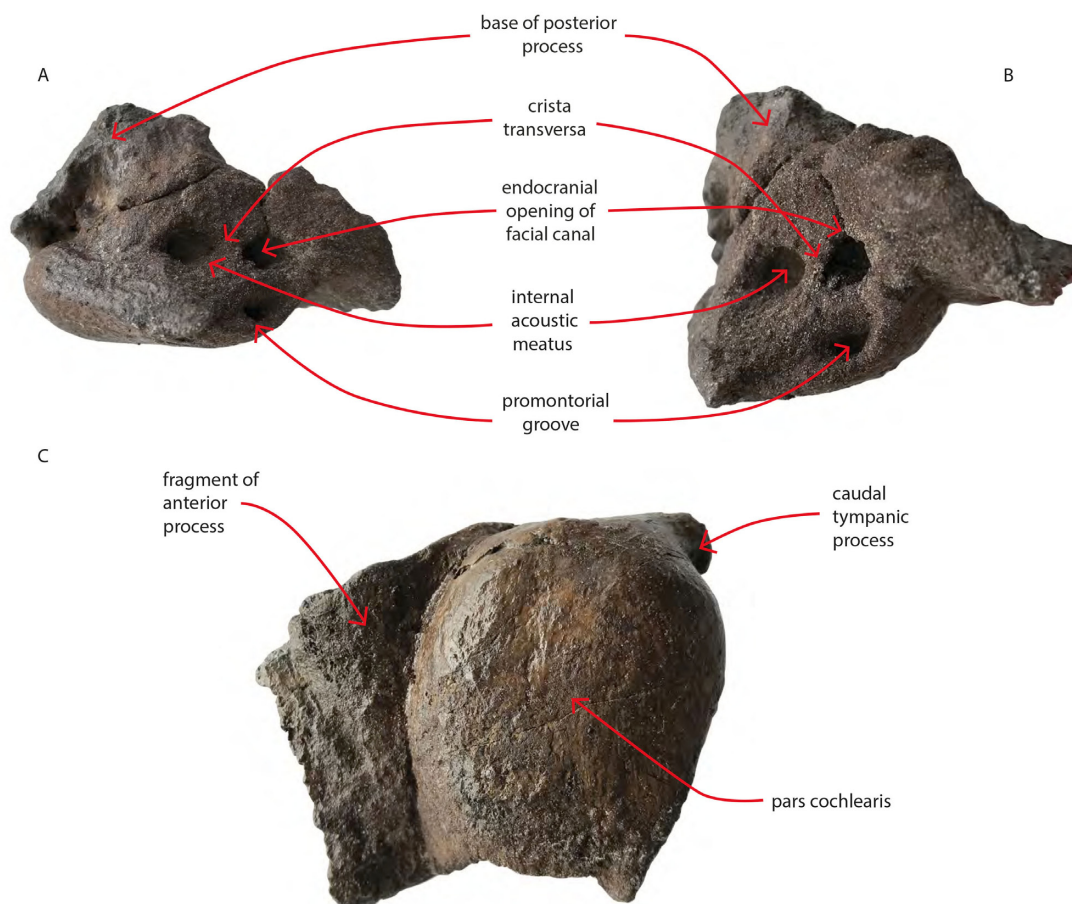 base of posterior
process
A
B
crista
transversa
endocranial
opening of
facial canal
internal
acoustic
meatus
promontorial
groove
C
fragment of
anterior
process
caudal
tympanic
process
pars cochlearis